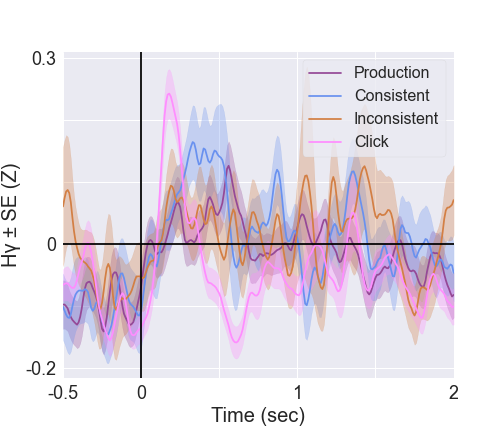 0.3
0
-0.2
Hγ ± SE (Z)
Production
Consistent
Inconsistent
Click
-0.5
0
1
2
Time (sec)